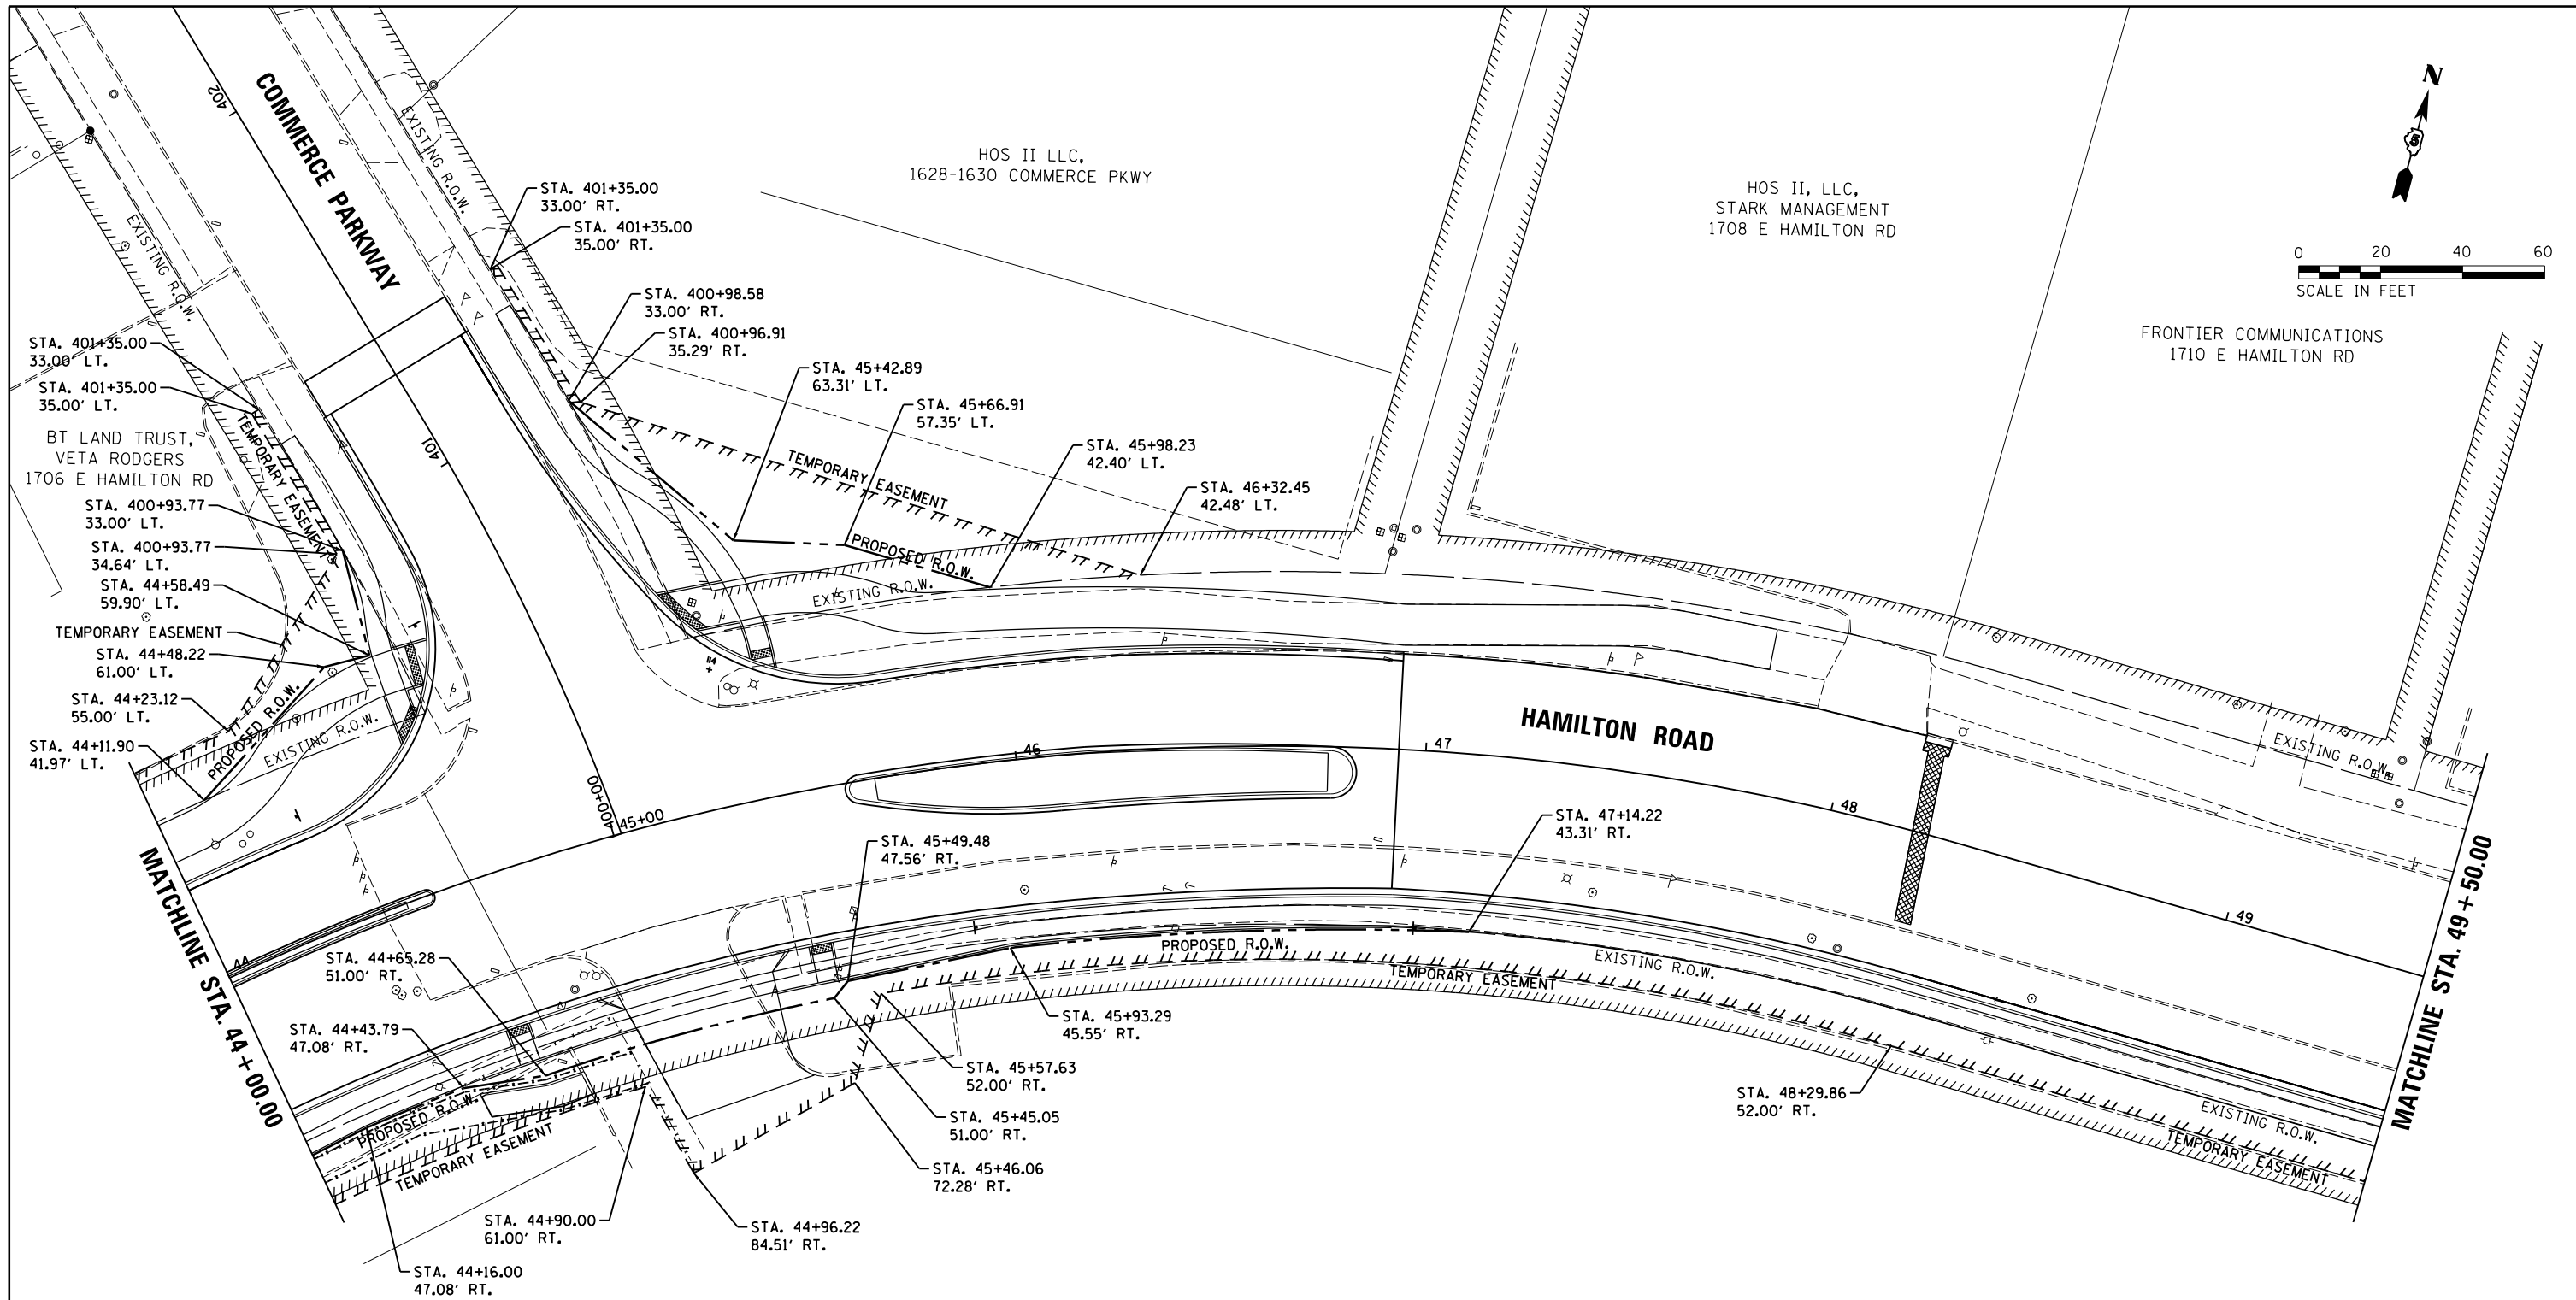 402
COMMERCE PARKWAY
EXISTING R.O.W.
EXISTING R.O.W.
HOS II LLC,
1628-1630 COMMERCE PKWY
HOS II, LLC,
STARK MANAGEMENT
1708 E HAMILTON RD
N
5
0 20 40 60
SCALE IN FEET
FRONTIER COMMUNICATIONS
1710 E HAMILTON RD
STA. 401+35.00
33.00' RT.
STA. 401+35.00
35.00' RT.
STA. 400+98.58
33.00' RT.
STA. 400+96.91
35.29' RT.
STA. 45+42.89
63.31' LT.
STA. 45+66.91
57.35' LT.
STA. 45+98.23
42.40' LT.
STA. 46+32.45
42.48' LT.
STA. 401+35.00
33.00' LT.
STA. 401+35.00
35.00' LT.
BT LAND TRUST,
VETA RODGERS
1706 E HAMILTON RD
STA. 400+93.77
33.00' LT.
STA. 400+93.77
34.64' LT.
STA. 44+58.49
59.90' LT.
TEMPORARY EASEMENT
STA. 44+48.22
61.00' LT.
STA. 44+23.12
55.00' LT.
STA. 44+11.90
41.97' LT.
TEMPORARY EASEMENT
401
TEMPORARY EASEMENT
PROPOSED R.O.W.
EXISTING R.O.W.
PROPOSED R.O.W.
EXISTING R.O.W.
HAMILTON ROAD
400+00
45+00
46
47
48
49
44
EXISTING R.O.W.
MATCHLINE STA. 44+00.00
MATCHLINE STA. 49+50.00
STA. 45+49.48
47.56' RT.
STA. 47+14.22
43.31' RT.
PROPOSED R.O.W.
TEMPORARY EASEMENT
EXISTING R.O.W.
STA. 44+65.28
51.00' RT.
STA. 44+43.79
47.08' RT.
PROPOSED R.O.W.
TEMPORARY EASEMENT
STA. 45+93.29
45.55' RT.
STA. 45+57.63
52.00' RT.
STA. 45+45.05
51.00' RT.
STA. 45+46.06
72.28' RT.
STA. 48+29.86
52.00' RT.
EXISTING R.O.W.
TEMPORARY EASEMENT
STA. 44+90.00
61.00' RT.
STA. 44+96.22
84.51' RT.
STA. 44+16.00
47.08' RT.